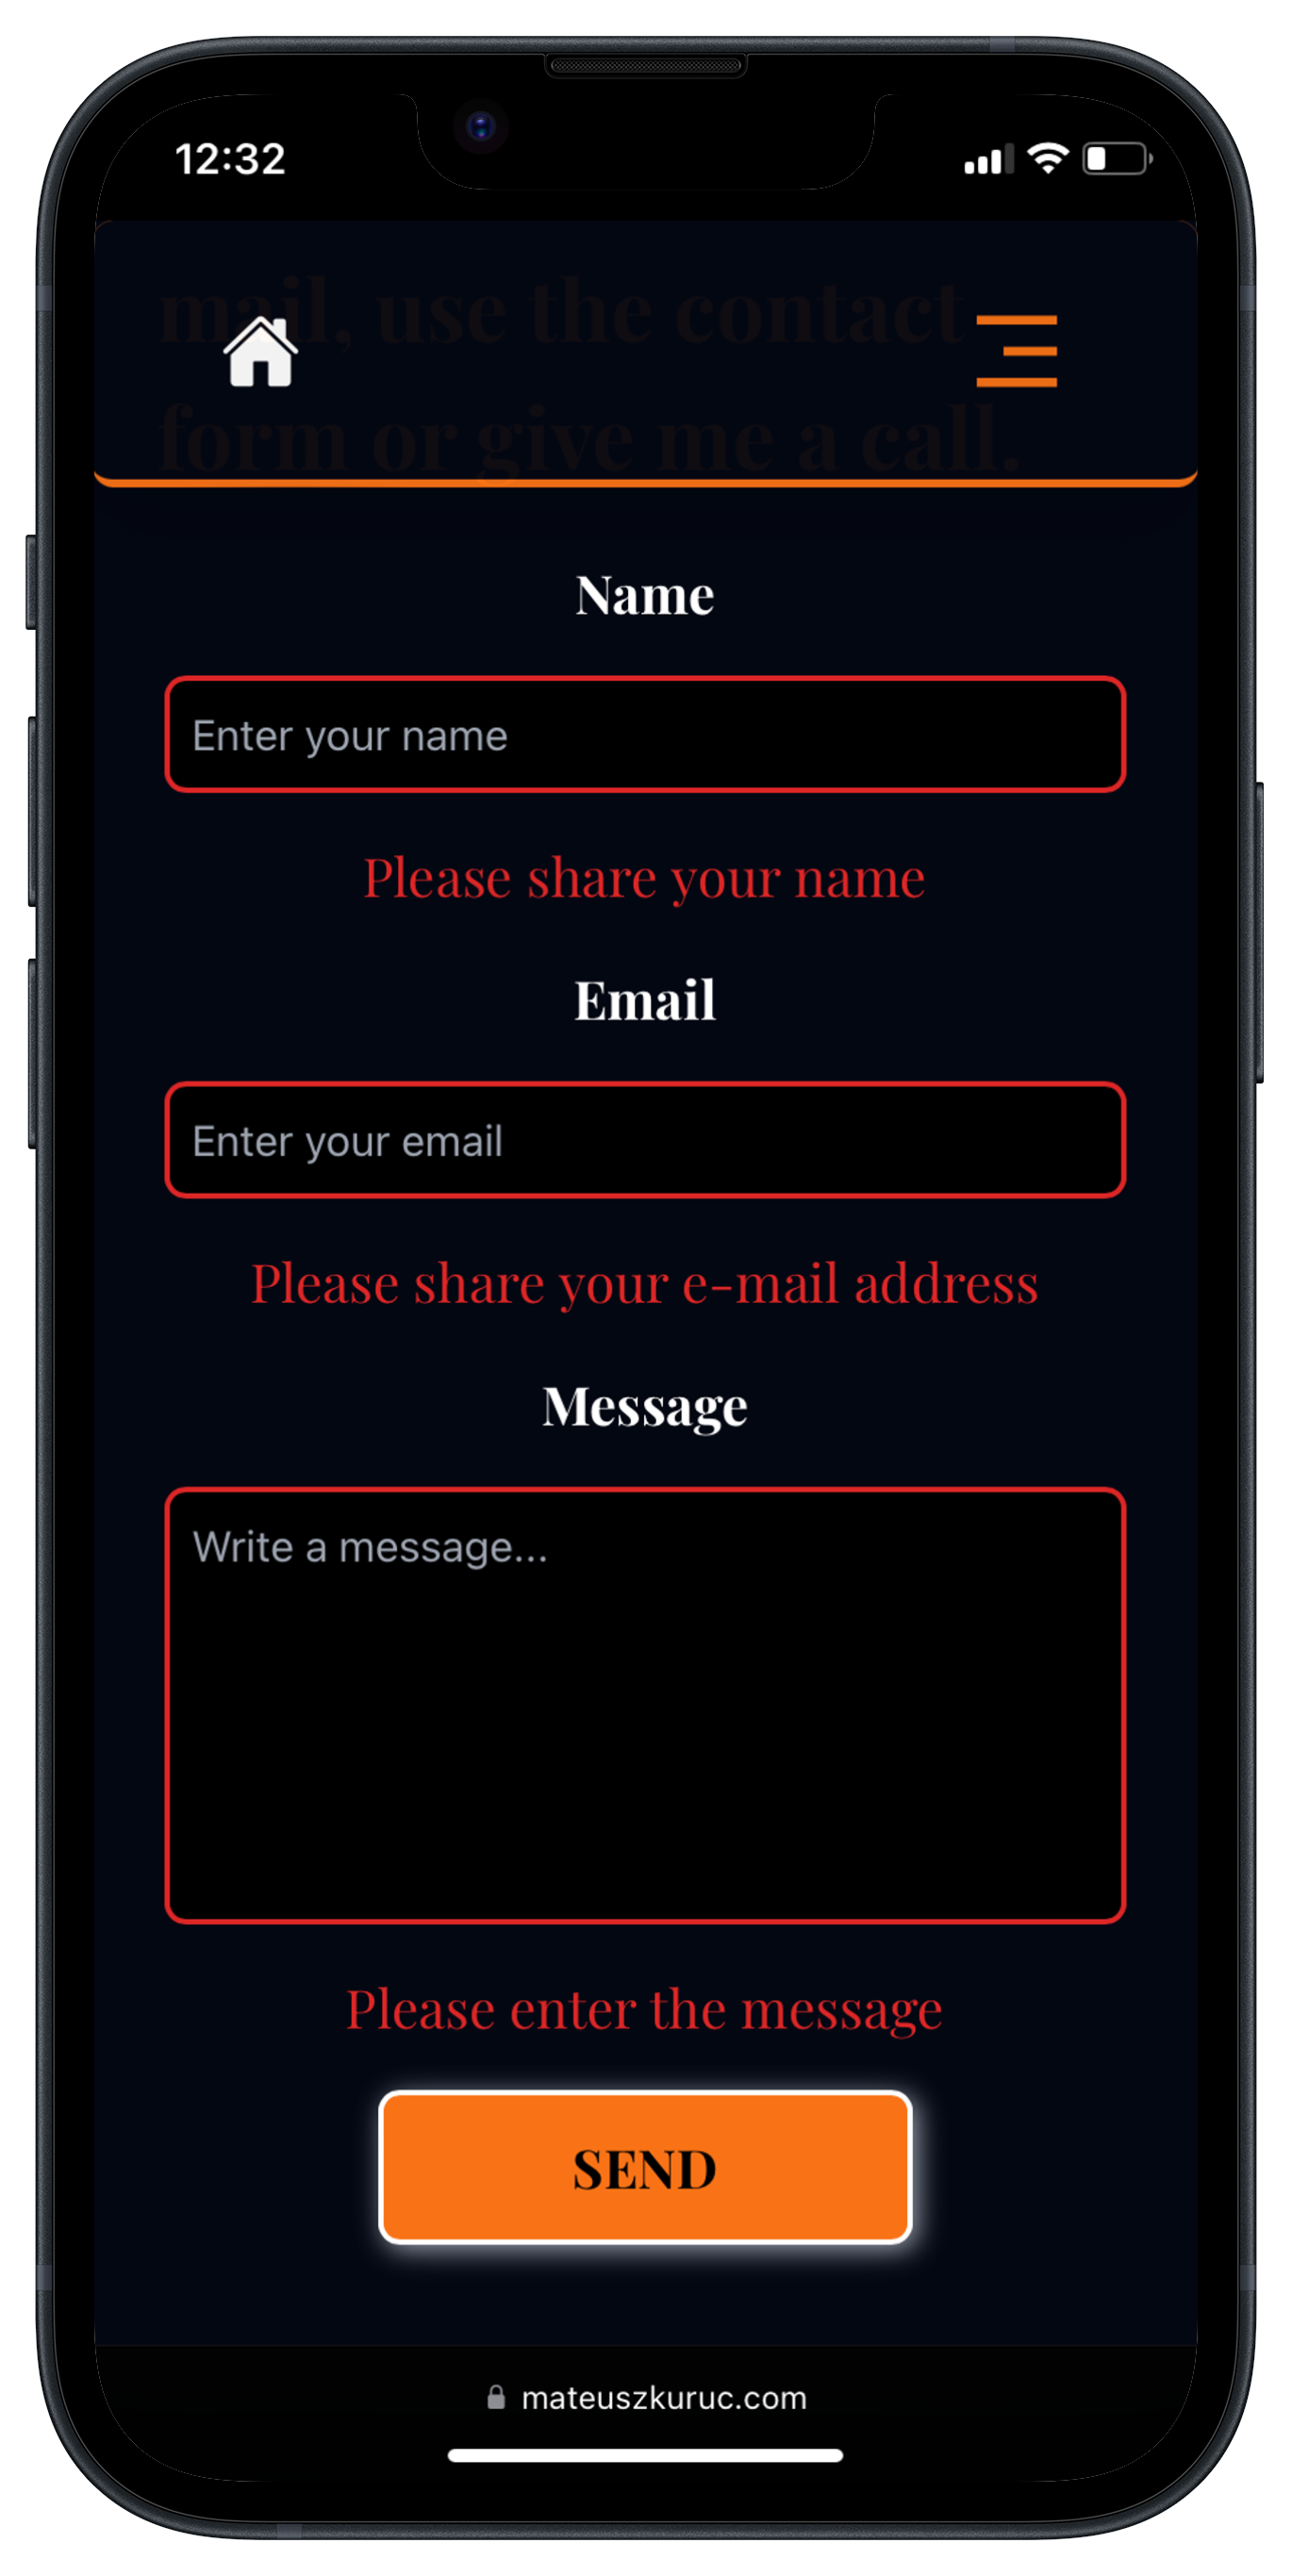 12:32
mail, use the contact
form or give me a call.
Name
Enter your name
Please share your name
Email
Enter your email
Please share your e-mail address
Message
Write a message...
Please enter the message
SEND
mateuszkuruc.com